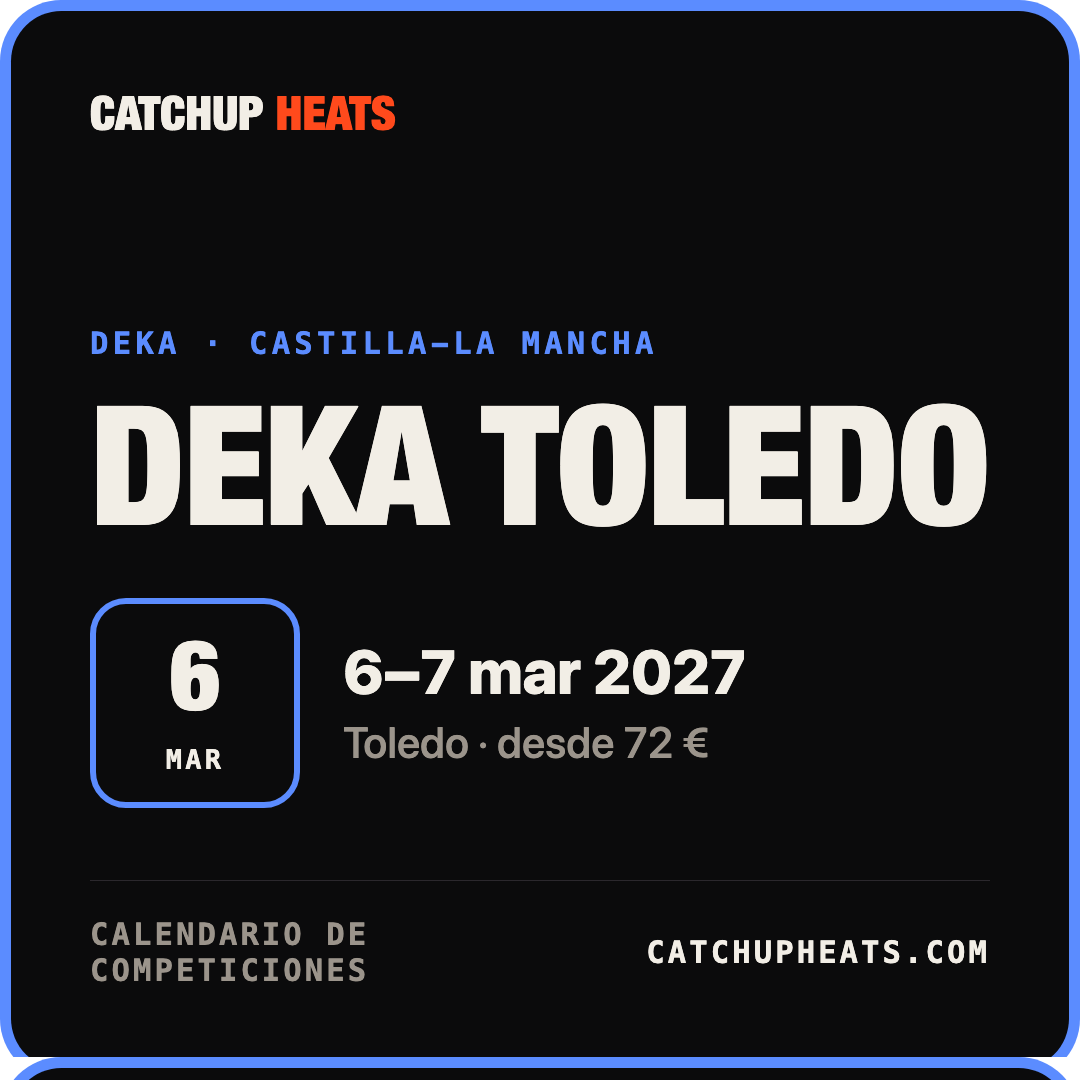 CATCHUP HEATS
DEKA · CASTILLA–LA MANCHA
DEKA TOLEDO
6
MAR
6–7 mar 2027
Toledo · desde 72 €
CALENDARIO DE
COMPETICIONES
CATCHUPHEATS.COM